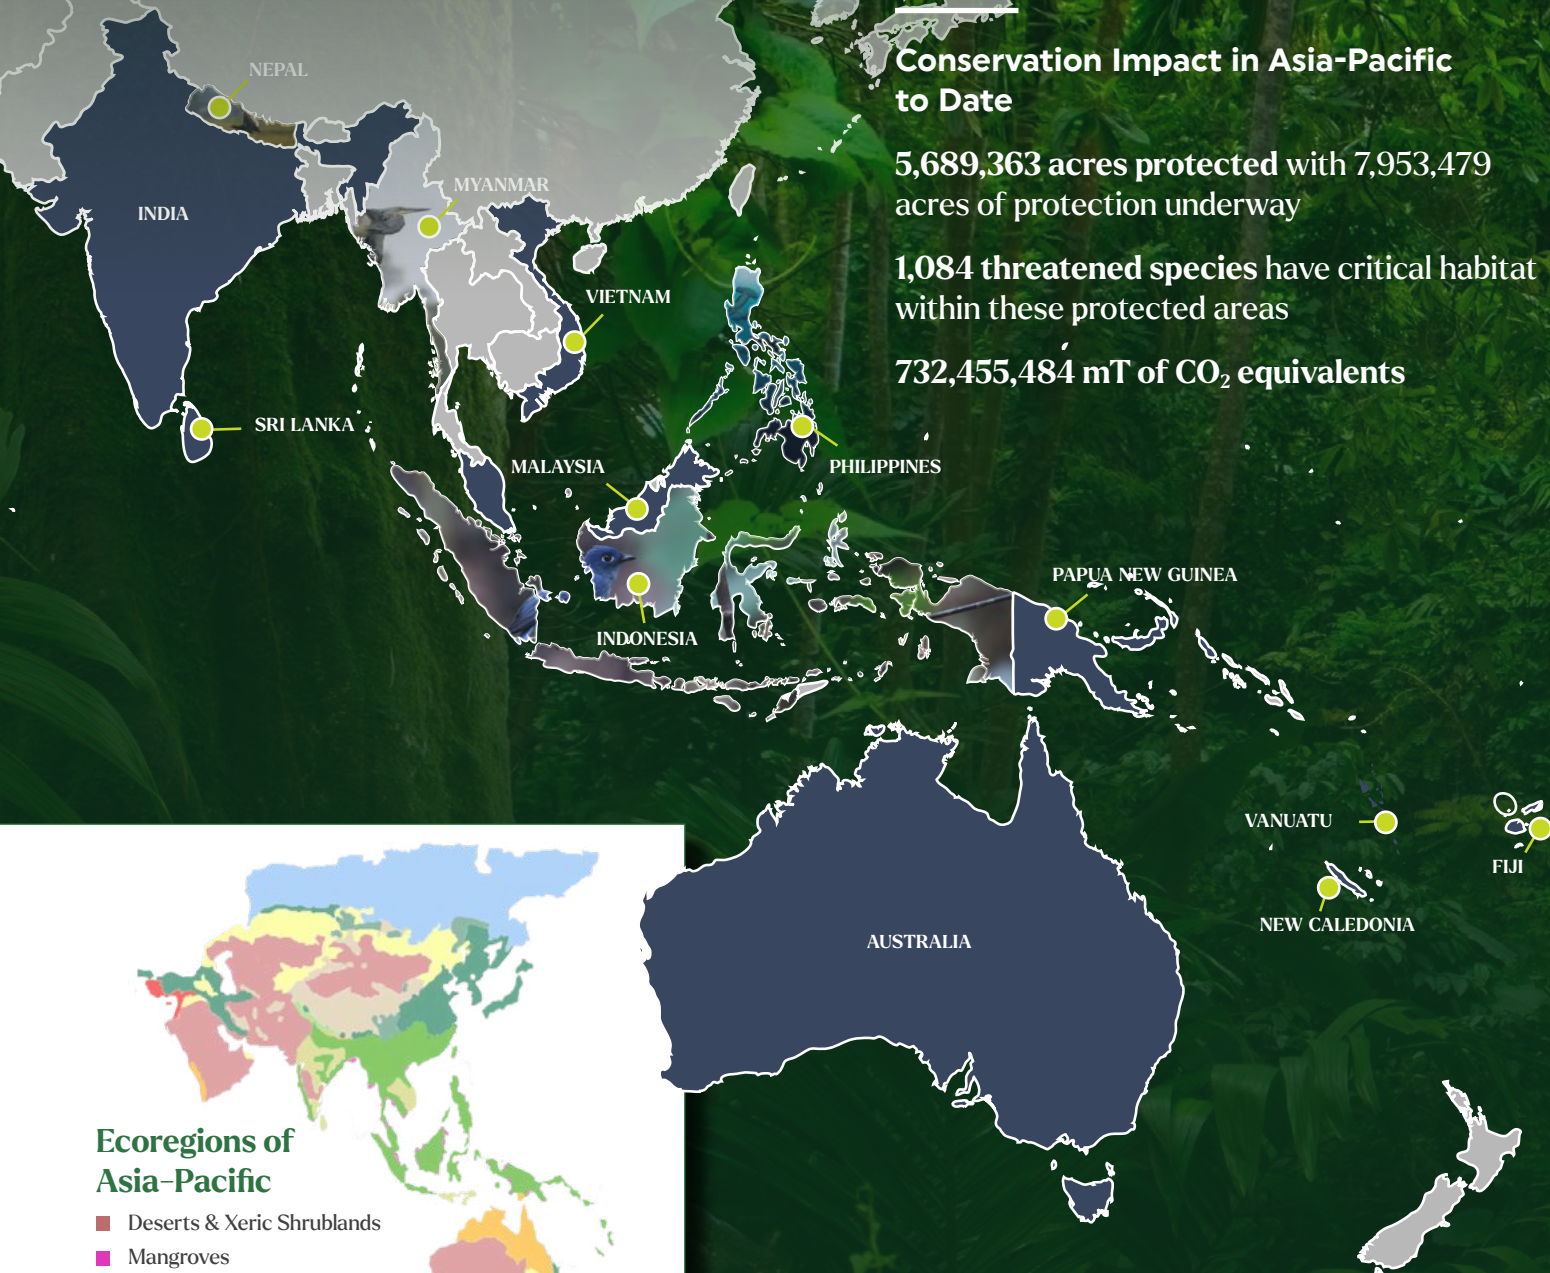 Conservation Impact in Asia-Pacific
to Date
5,689,363 acres protected with 7,953,479
acres of protection underway
1,084 threatened species have critical habitat
within these protected areas
732,455,484 mT of CO₂ equivalents
NEPAL
MYANMAR
INDIA
VIETNAM
SRI LANKA
MALAYSIA
PHILIPPINES
PAPUA NEW GUINEA
INDONESIA
VANUATU
FIJI
NEW CALEDONIA
AUSTRALIA
Ecoregions of
Asia-Pacific
Deserts & Xeric Shrublands
Mangroves